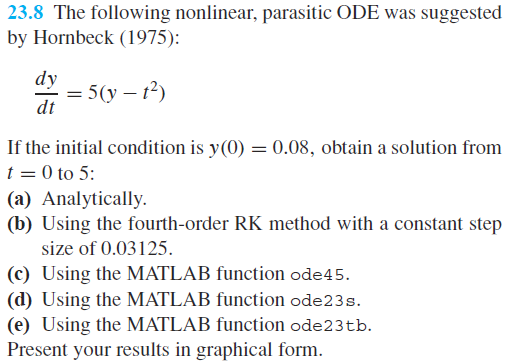 23.8 The following nonlinear, parasitic ODE was suggested
by Hornbeck (1975):
dy/dt = 5(y − t²)
If the initial condition is y(0) = 0.08, obtain a solution from
t = 0 to 5:
(a) Analytically.
(b) Using the fourth-order RK method with a constant step
size of 0.03125.
(c) Using the MATLAB function ode45.
(d) Using the MATLAB function ode23s.
(e) Using the MATLAB function ode23tb.
Present your results in graphical form.